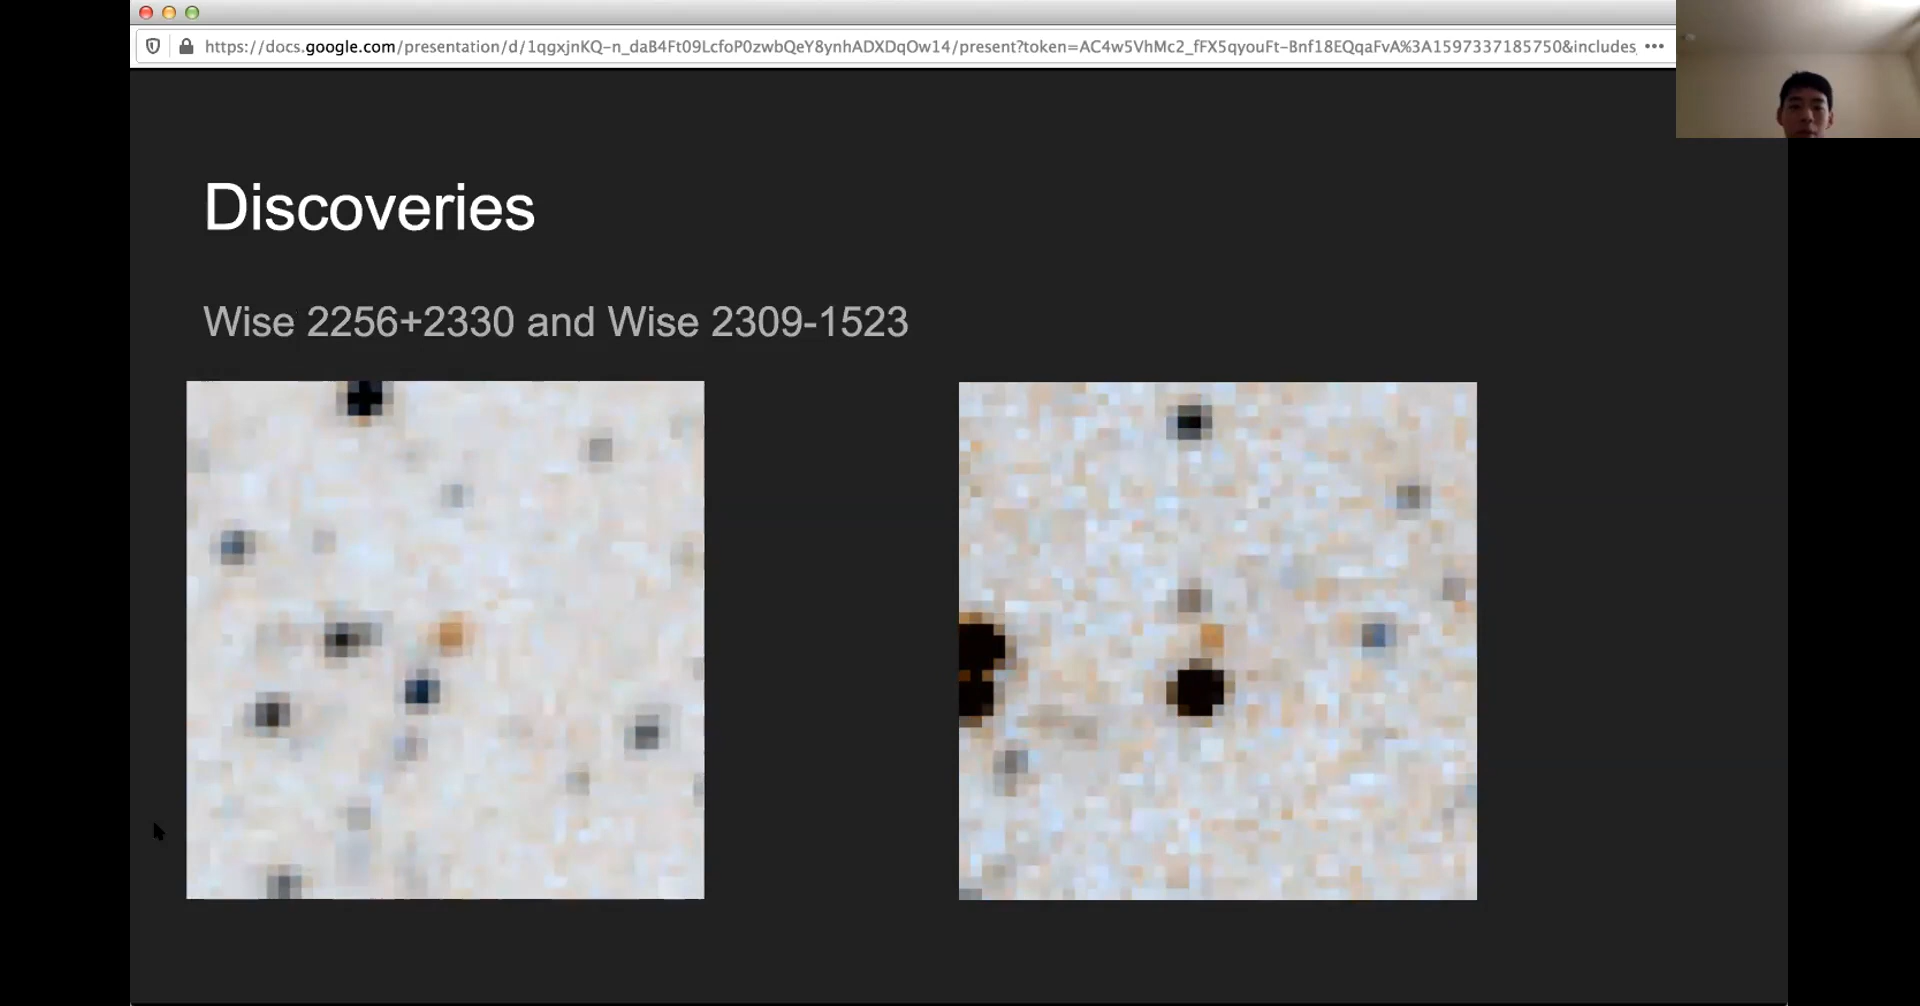 https://docs.google.com/presentation/d/1qgxjnKQ-n_daB4Ft09LcfoP0zwbQeY8ynhADXDqOw14/present?token=AC4w5VhMc2_fFX5qyouFt-Bnf18EQqaFvA%3A1597337185750&includes
Discoveries
Wise 2256+2330 and Wise 2309-1523